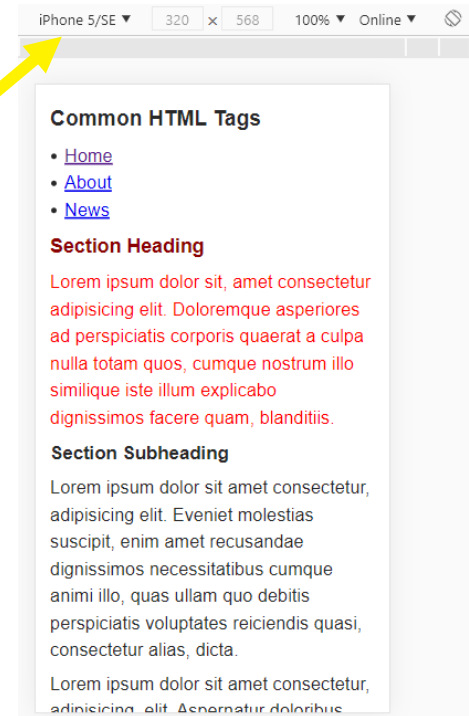 iPhone 5/SE ▼ 320 × 568 100% ▼ Online ▼
Common HTML Tags
• Home
• About
• News
Section Heading
Lorem ipsum dolor sit, amet consectetur
adipisicing elit. Doloremque asperiores
ad perspiciatis corporis quaerat a culpa
nulla totam quos, cumque nostrum illo
similique iste illum explicabo
dignissimos facere quam, blanditiis.
Section Subheading
Lorem ipsum dolor sit amet consectetur,
adipisicing elit. Eveniet molestias
suscipit, enim amet recusandae
dignissimos necessitatibus cumque
animi illo, quas ullam quo debitis
perspiciatis voluptates reiciendis quasi,
consectetur alias, dicta.
Lorem ipsum dolor sit amet consectetur,
adipisicing, elit. Aspernatur doloribus